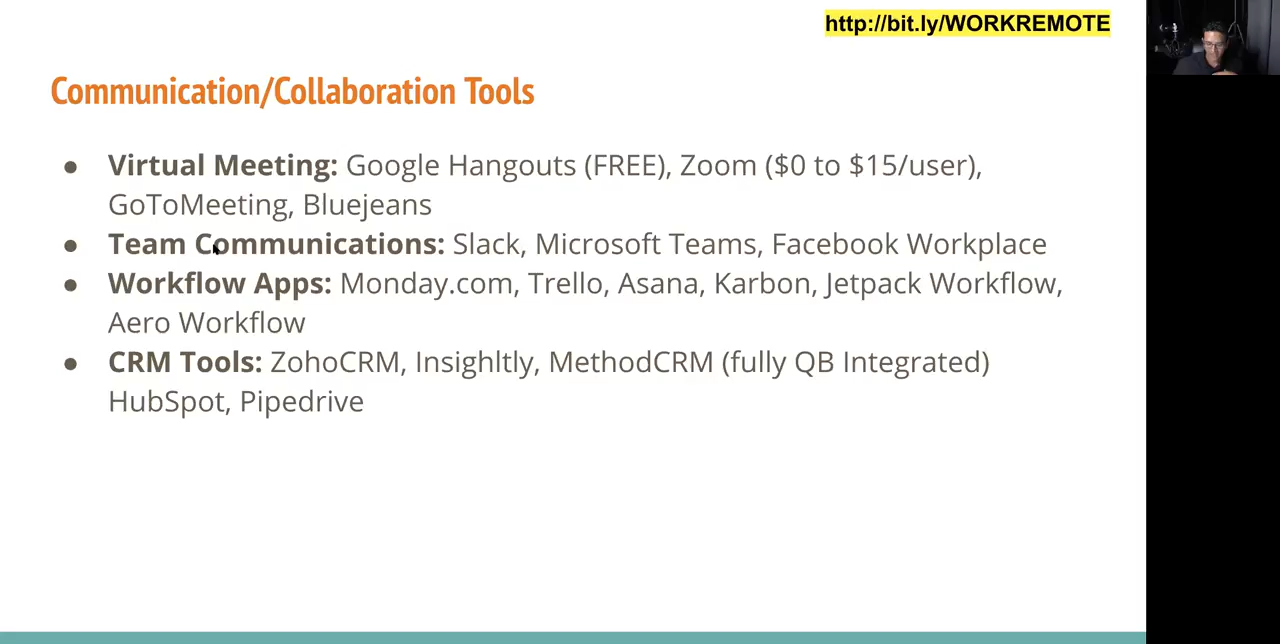 http://bit.ly/WORKREMOTE
Communication/Collaboration Tools
● Virtual Meeting: Google Hangouts (FREE), Zoom ($0 to $15/user),
GoToMeeting, Bluejeans
● Team Communications: Slack, Microsoft Teams, Facebook Workplace
● Workflow Apps: Monday.com, Trello, Asana, Karbon, Jetpack Workflow,
Aero Workflow
● CRM Tools: ZohoCRM, Insighltly, MethodCRM (fully QB Integrated)
HubSpot, Pipedrive